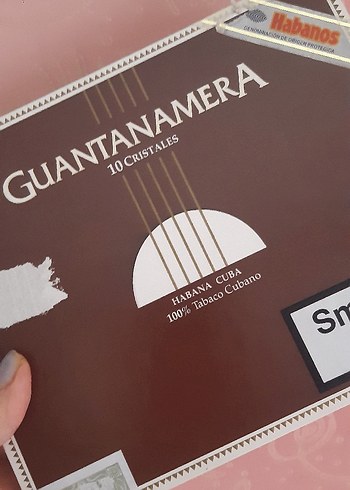 Habanos
DENOMINACIÓN DE ORIGEN PROTEGIDA
GUANTANAMERA
10 CRISTALES
HABANA CUBA
100% Tabaco Cubano
Sm